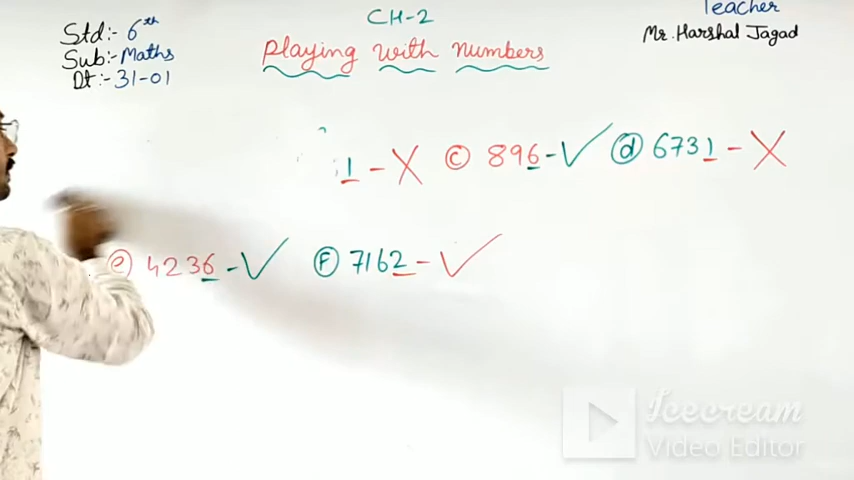 Std:- 6th
Sub:- Maths
Dt:- 31-01
CH-2
Playing with numbers
Teacher
Mr. Harshal Jagad
1 - X (c) 896 - ✓ (d) 6731 - X
(e) 4236 - ✓ (F) 7162 - ✓
Icecream
Video Editor